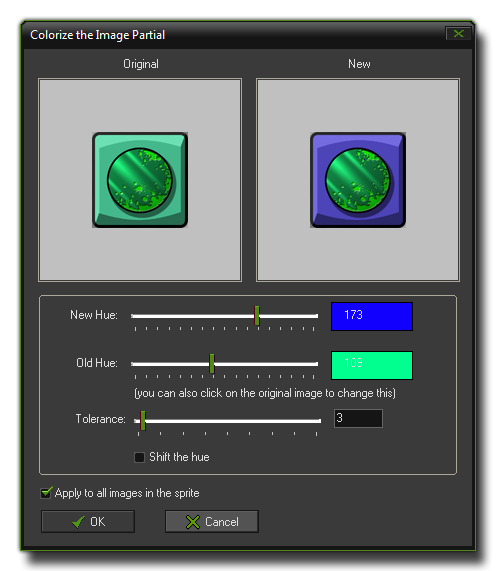 Colorize the Image Partial
Original
New
New Hue:
173
Old Hue:
109
(you can also click on the original image to change this)
Tolerance:
3
Shift the hue
Apply to all images in the sprite
OK
Cancel